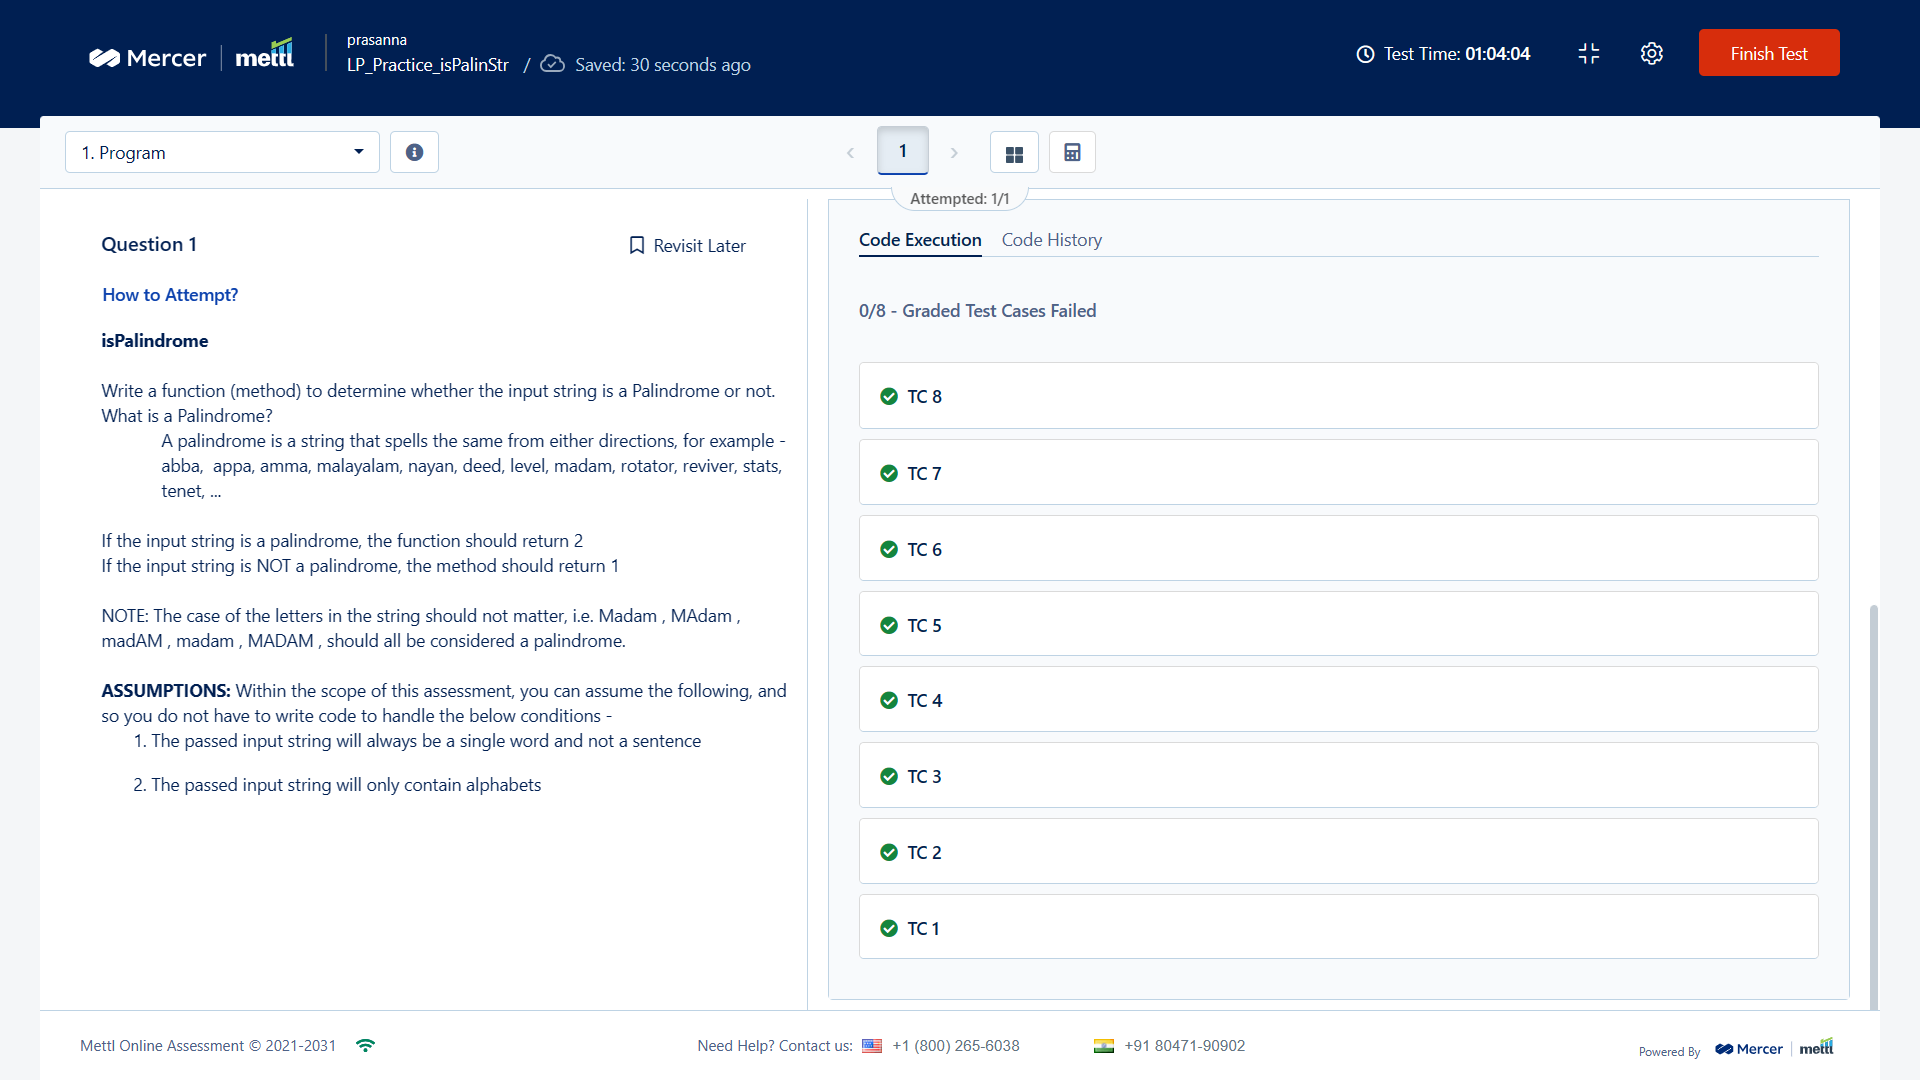 Mercer | mettl
prasanna
LP_Practice_isPalinStr / Saved: 30 seconds ago
Test Time: 01:04:04
Finish Test
1. Program
1
Attempted: 1/1
Question 1
Revisit Later
How to Attempt?
isPalindrome
Write a function (method) to determine whether the input string is a Palindrome or not.
What is a Palindrome?
A palindrome is a string that spells the same from either directions, for example -
abba, appa, amma, malayalam, nayan, deed, level, madam, rotator, reviver, stats,
tenet, ...
If the input string is a palindrome, the function should return 2
If the input string is NOT a palindrome, the method should return 1
NOTE: The case of the letters in the string should not matter, i.e. Madam , MAdam ,
madAM , madam , MADAM , should all be considered a palindrome.
ASSUMPTIONS: Within the scope of this assessment, you can assume the following, and
so you do not have to write code to handle the below conditions -
1. The passed input string will always be a single word and not a sentence
2. The passed input string will only contain alphabets
Code Execution
Code History
0/8 - Graded Test Cases Failed
TC 8
TC 7
TC 6
TC 5
TC 4
TC 3
TC 2
TC 1
Mettl Online Assessment © 2021-2031
Need Help? Contact us: +1 (800) 265-6038
+91 80471-90902
Powered By Mercer | mettl